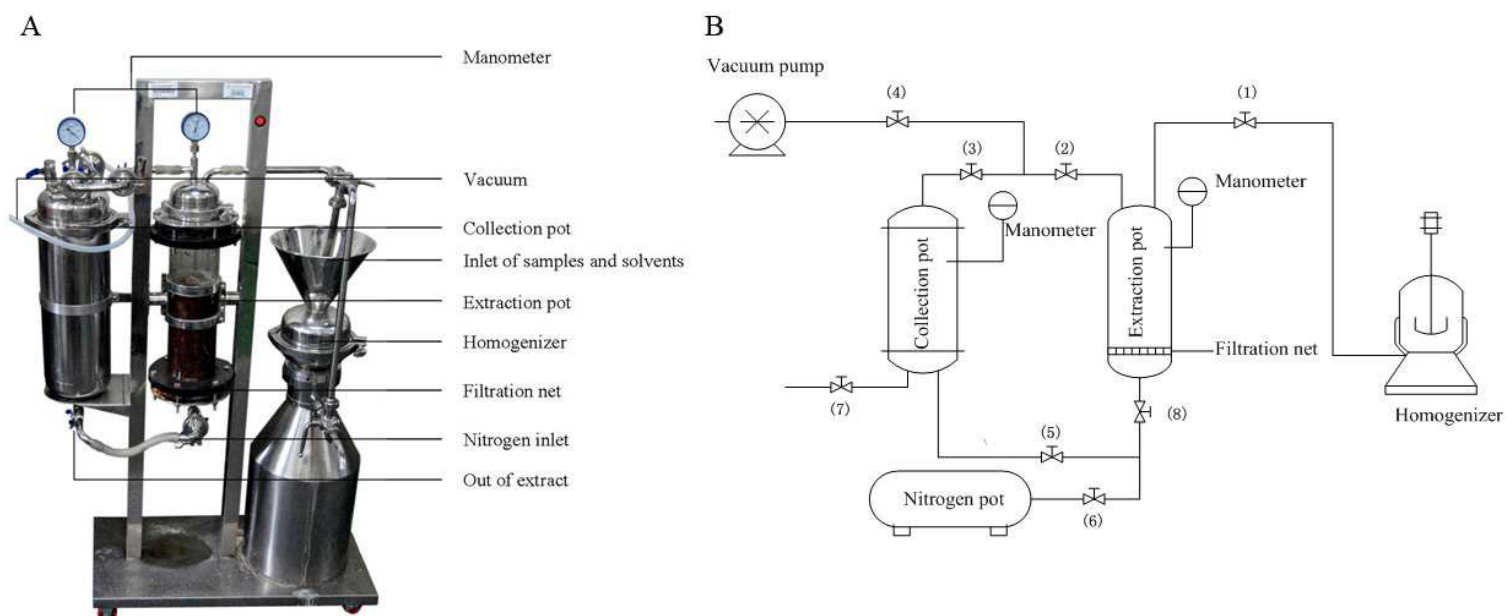 A
Manometer
Vacuum
Collection pot
Inlet of samples and solvents
Extraction pot
Homogenizer
Filtration net
Nitrogen inlet
Out of extract
B
Vacuum pump
(4)
(1)
(3)
(2)
Manometer
Manometer
Collection pot
Extraction pot
Filtration net
Homogenizer
(7)
(8)
(5)
Nitrogen pot
(6)